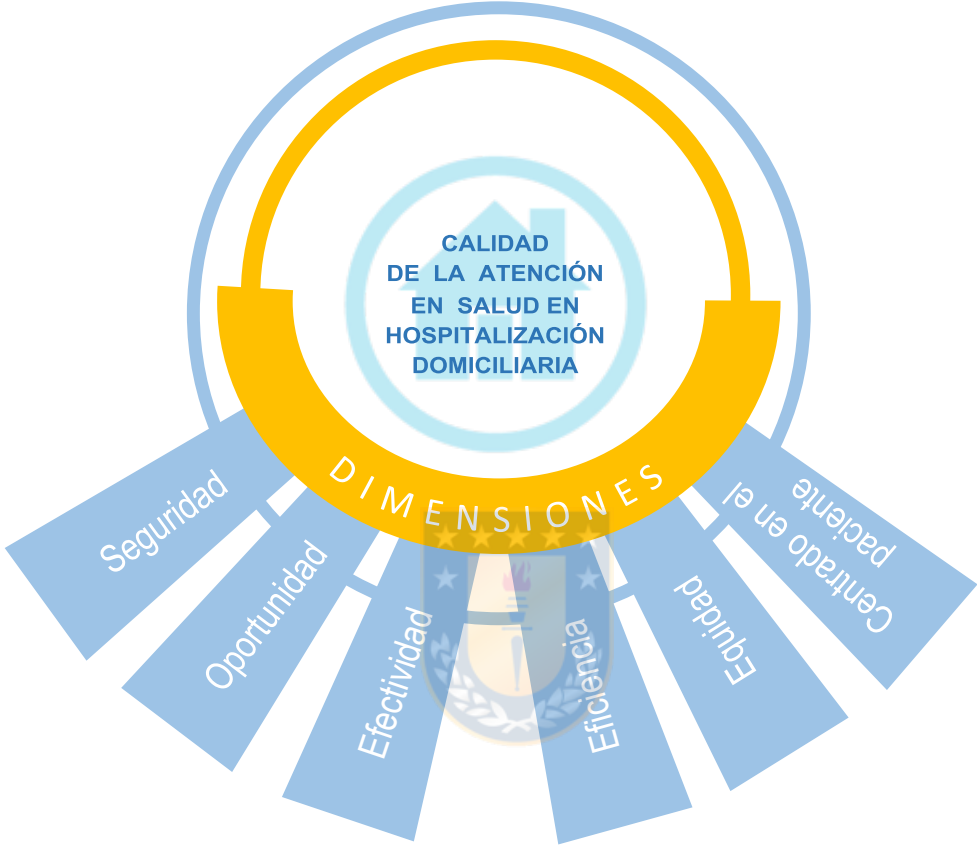 CALIDAD
DE LA ATENCIÓN
EN SALUD EN
HOSPITALIZACIÓN
DOMICILIARIA
DIMENSIONES
Seguridad
Oportunidad
Efectividad
Eficiencia
Equidad
Centrado en el
paciente